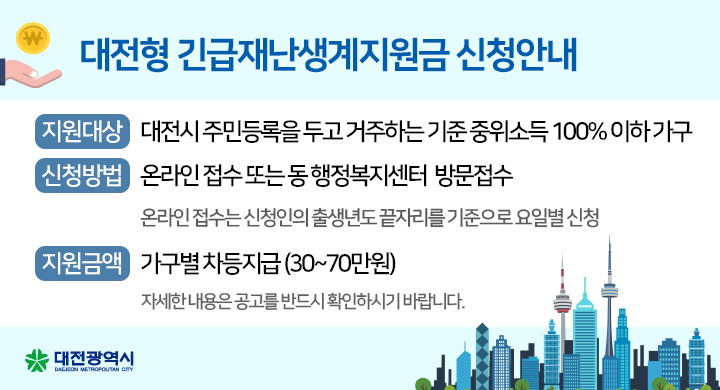 ₩
대전형 긴급재난생계지원금 신청안내
지원대상 대전시 주민등록을 두고 거주하는 기준 중위소득 100% 이하 가구
신청방법 온라인 접수 또는 동 행정복지센터 방문접수
온라인 접수는 신청인의 출생년도 끝자리를 기준으로 요일별 신청
지원금액 가구별 차등지급 (30~70만원)
자세한 내용은 공고를 반드시 확인하시기 바랍니다.
대전광역시
DAEJEON METROPOLITAN CITY